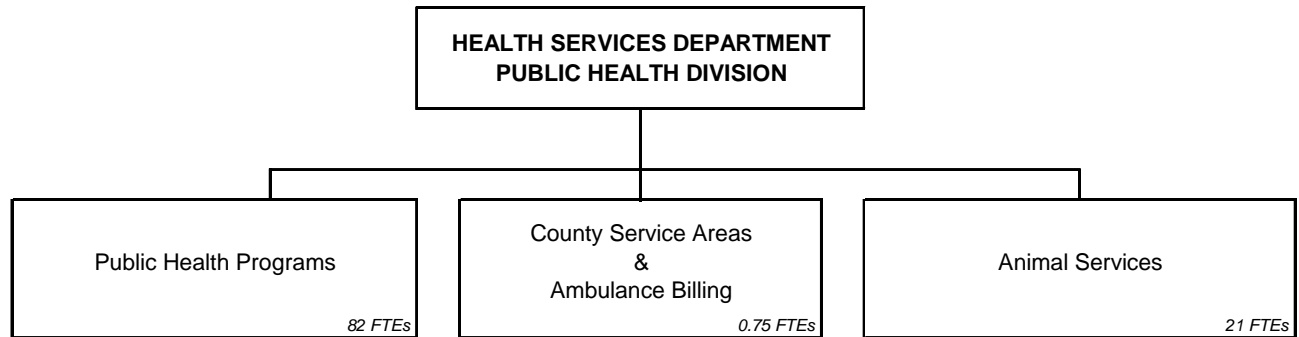 HEALTH SERVICES DEPARTMENT
PUBLIC HEALTH DIVISION
Public Health Programs
82 FTEs
County Service Areas
&
Ambulance Billing
0.75 FTEs
Animal Services
21 FTEs